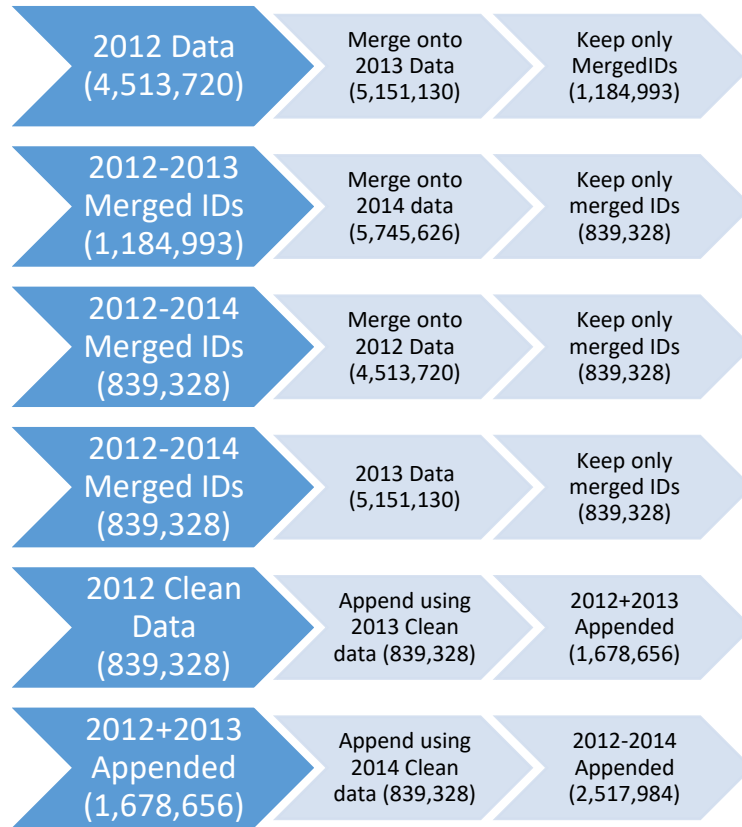 2012 Data
(4,513,720)
Merge onto
2013 Data
(5,151,130)
Keep only
MergedIDs
(1,184,993)
2012-2013
Merged IDs
(1,184,993)
Merge onto
2014 data
(5,745,626)
Keep only
merged IDs
(839,328)
2012-2014
Merged IDs
(839,328)
Merge onto
2012 Data
(4,513,720)
Keep only
merged IDs
(839,328)
2012-2014
Merged IDs
(839,328)
2013 Data
(5,151,130)
Keep only
merged IDs
(839,328)
2012 Clean
Data
(839,328)
Append using
2013 Clean
data (839,328)
2012+2013
Appended
(1,678,656)
2012+2013
Appended
(1,678,656)
Append using
2014 Clean
data (839,328)
2012-2014
Appended
(2,517,984)